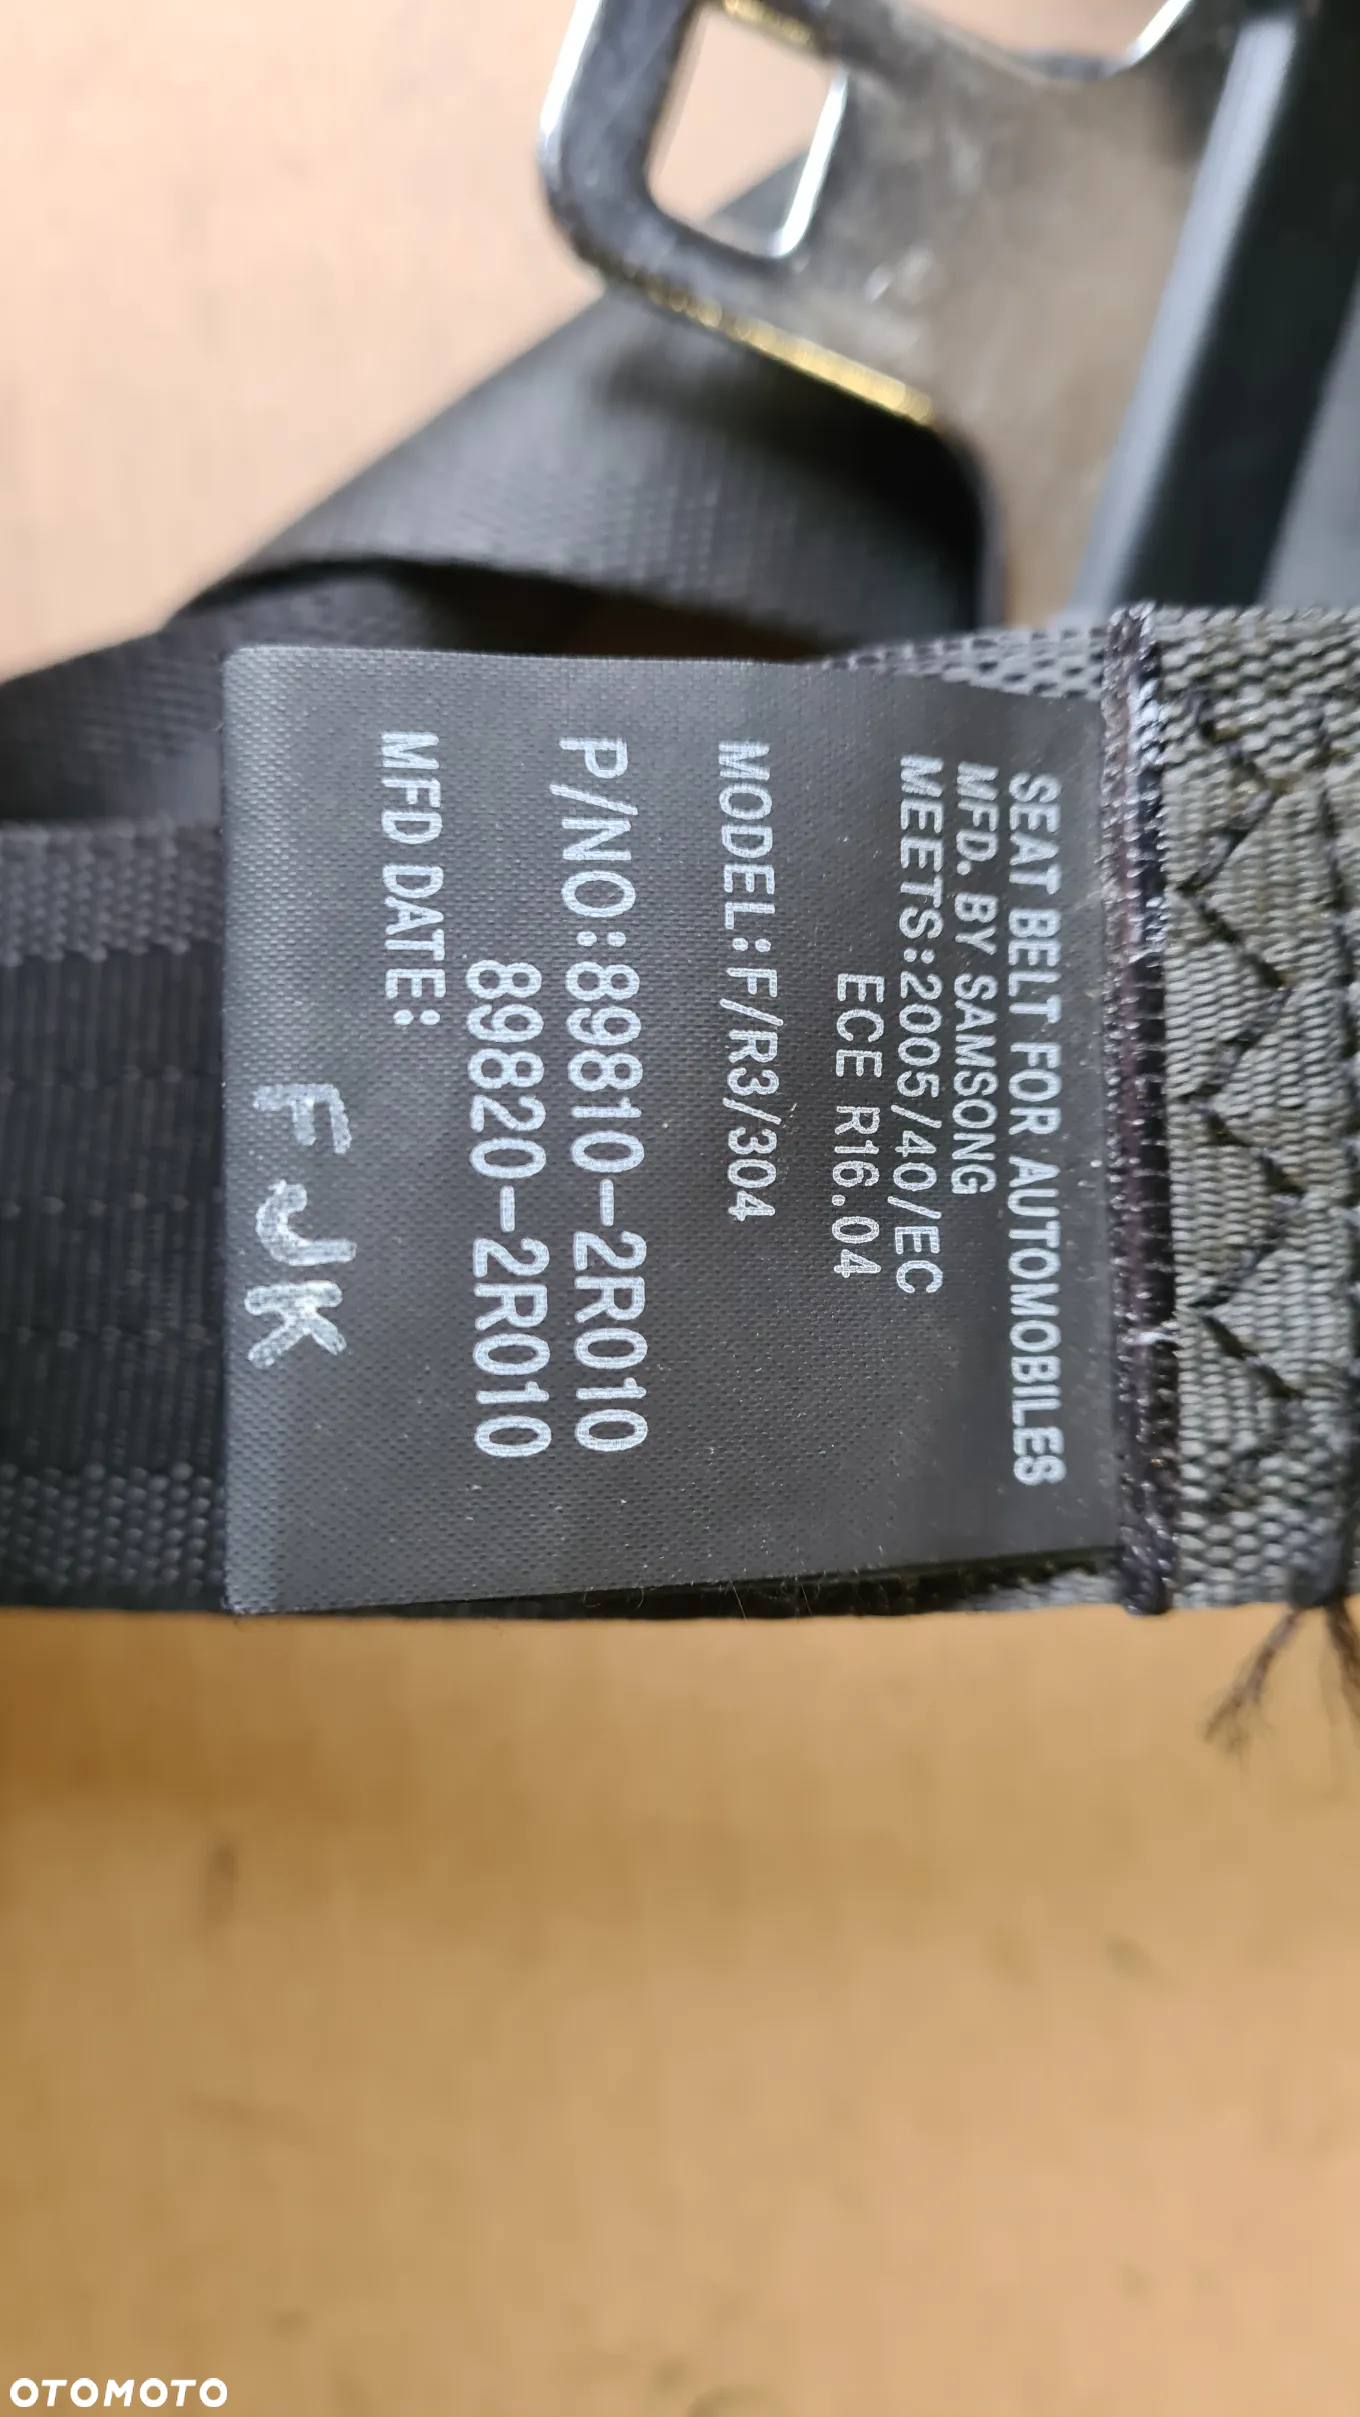 SEAT BELT FOR AUTOMOBILES
MFD. BY SAMSONG
MEETS:2005/40/EC
ECE R16.04
MODEL:F/R3/304
P/NO:89810-2R010
89820-2R010
MFD DATE:
FJK
OTOMOTO